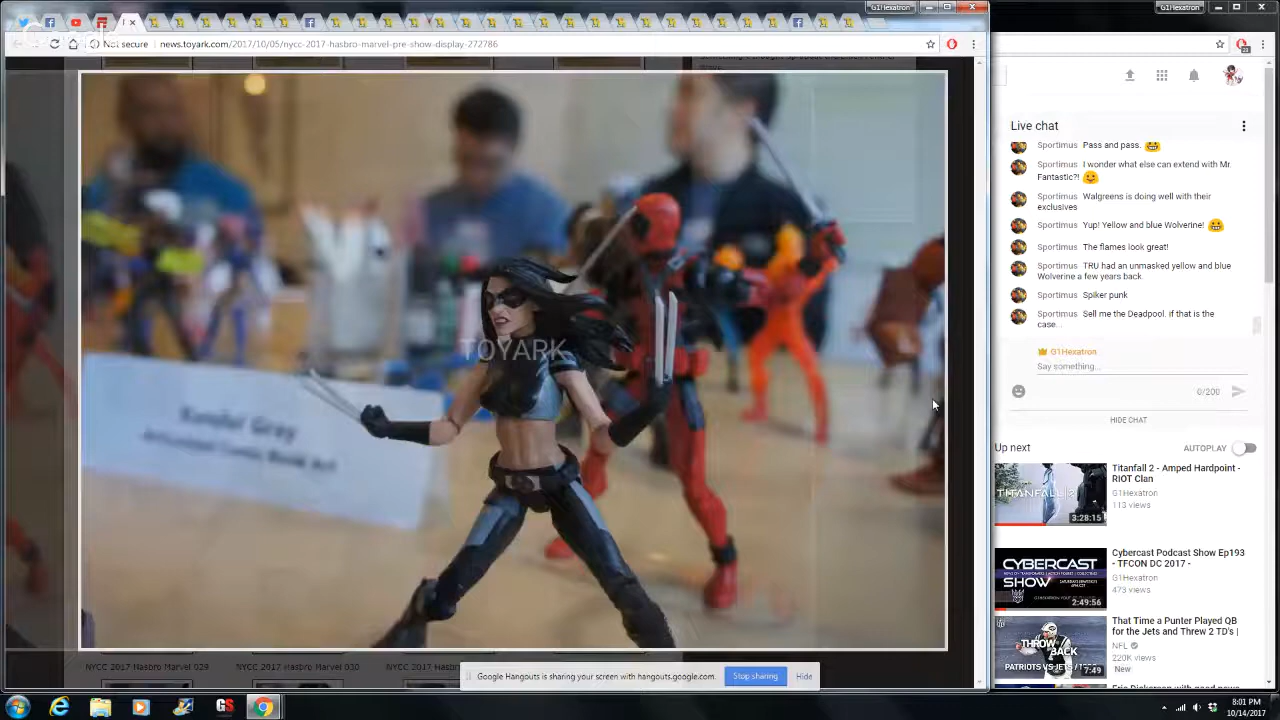 G1Hexatron
G1Hexatron
Not secure
news.toyark.com/2017/10/05/nycc-2017-hasbro-marvel-pre-show-display-272786
Live chat
Sportimus Pass and pass.
Sportimus I wonder what else can extend with Mr.
Fantastic?!
Sportimus Walgreens is doing well with their
exclusives
Sportimus Yup! Yellow and blue Wolverine!
Sportimus The flames look great!
Sportimus TRU had an unmasked yellow and blue
Wolverine a few years back.
Sportimus Spiker punk
Sportimus Sell me the Deadpool. if that is the
case...
G1Hexatron
Say something...
0/200
HIDE CHAT
Up next
AUTOPLAY
Titanfall 2 - Amped Hardpoint -
RIOT Clan
G1Hexatron
113 views
TITANFALL 2
3:28:15
Cybercast Podcast Show Ep193
- TFCON DC 2017 -
G1Hexatron
473 views
CYBERCAST
SHOW
2:49:56
That Time a Punter Played QB
for the Jets and Threw 2 TD's |
NFL
220K views
New
THROW
BACK
PATRIOTS
7:49
TOYARK
NYCC 2017 Hasbro Marvel 029
NYCC 2017 Hasbro Marvel 030
Google Hangouts is sharing your screen with hangouts.google.com.
Stop sharing
Hide
GS
8:01 PM
10/14/2017